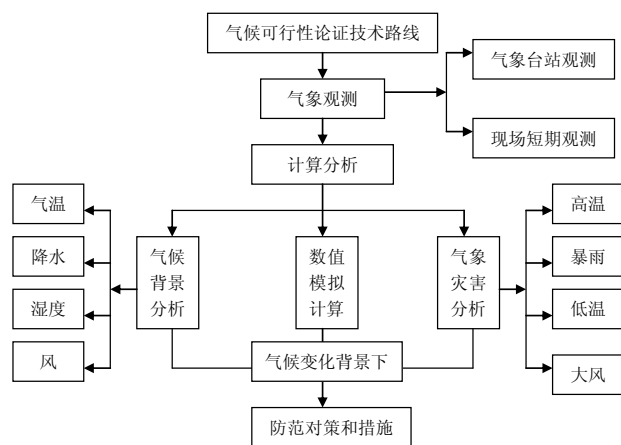 气候可行性论证技术路线
气象台站观测
气象观测
现场短期观测
计算分析
气温
降水
湿度
风
气候
背景
分析
数值
模拟
计算
气象
灾害
分析
高温
暴雨
低温
大风
气候变化背景下
防范对策和措施